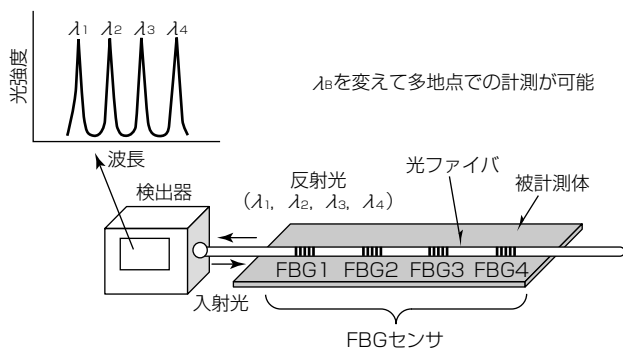 λ1 λ2 λ3 λ4
光強度
λBを変えて多地点での計測が可能
波長
光ファイバ
検出器
反射光
被計測体
(λ1, λ2, λ3, λ4)
FBG1 FBG2 FBG3 FBG4
入射光
FBGセンサ